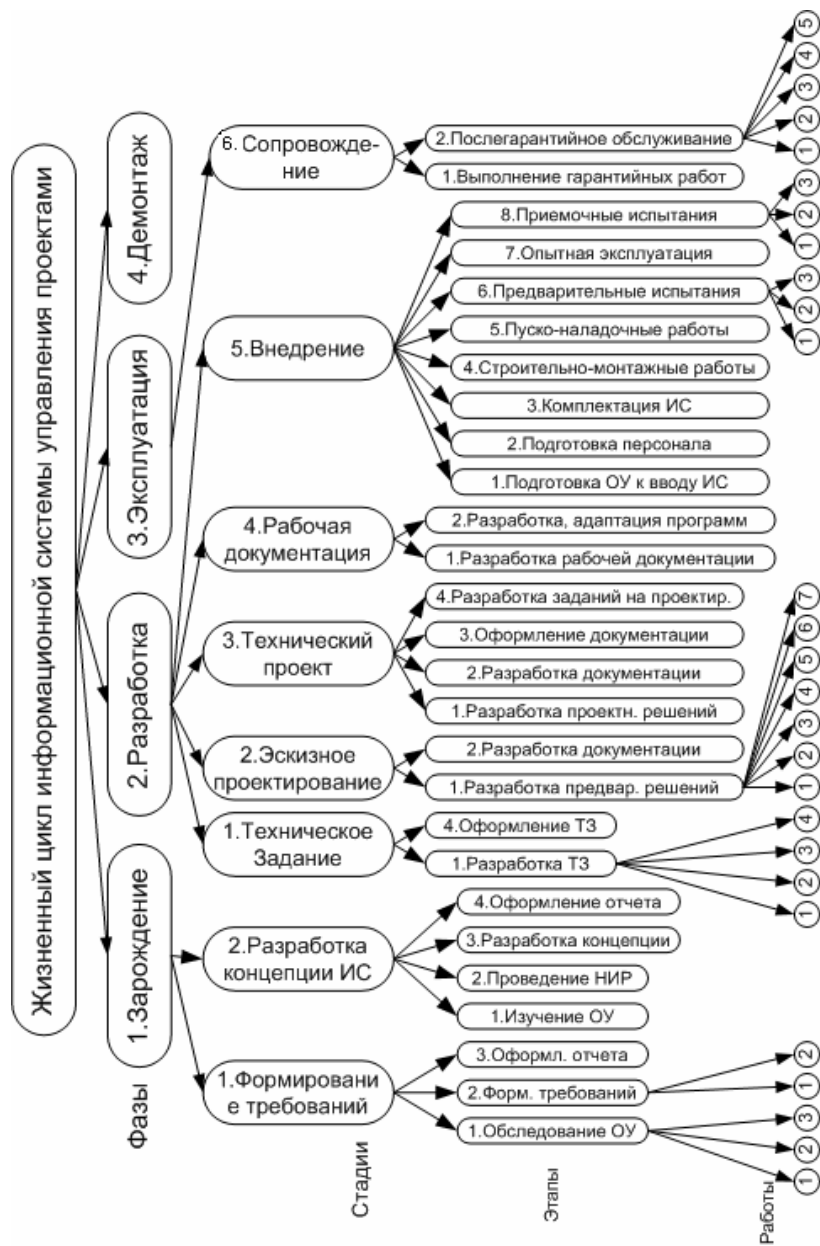 Жизненный цикл информационной системы управления проектами
Фазы
1.Зарождение
2.Разработка
3.Эксплуатация
4.Демонтаж
Стадии
1.Формировани
е требований
2.Разработка
концепции ИС
1.Техническое
Задание
2.Эскизное
проектирование
3.Технический
проект
4.Рабочая
документация
5.Внедрение
6. Сопровожде-
ние
Этапы
1.Обследование ОУ
2.Форм. требований
3.Оформл. отчета
1.Изучение ОУ
2.Проведение НИР
3.Разработка концепции
4.Оформление отчета
1.Разработка ТЗ
4.Оформление ТЗ
1.Разработка предвар. решений
2.Разработка документации
1.Разработка проектн. решений
2.Разработка документации
3.Оформление документации
4.Разработка заданий на проектир.
1.Разработка рабочей документации
2.Разработка, адаптация программ
1.Подготовка ОУ к вводу ИС
2.Подготовка персонала
3.Комплектация ИС
4.Строительно-монтажные работы
5.Пуско-наладочные работы
6.Предварительные испытания
7.Опытная эксплуатация
8.Приемочные испытания
1.Выполнение гарантийных работ
2.Послегарантийное обслуживание
Работы
1 2 3 1 2 1 2 3 4 1 2 3 4 5 6 7 1 2 3 1 2 3 1 2 3 4 5